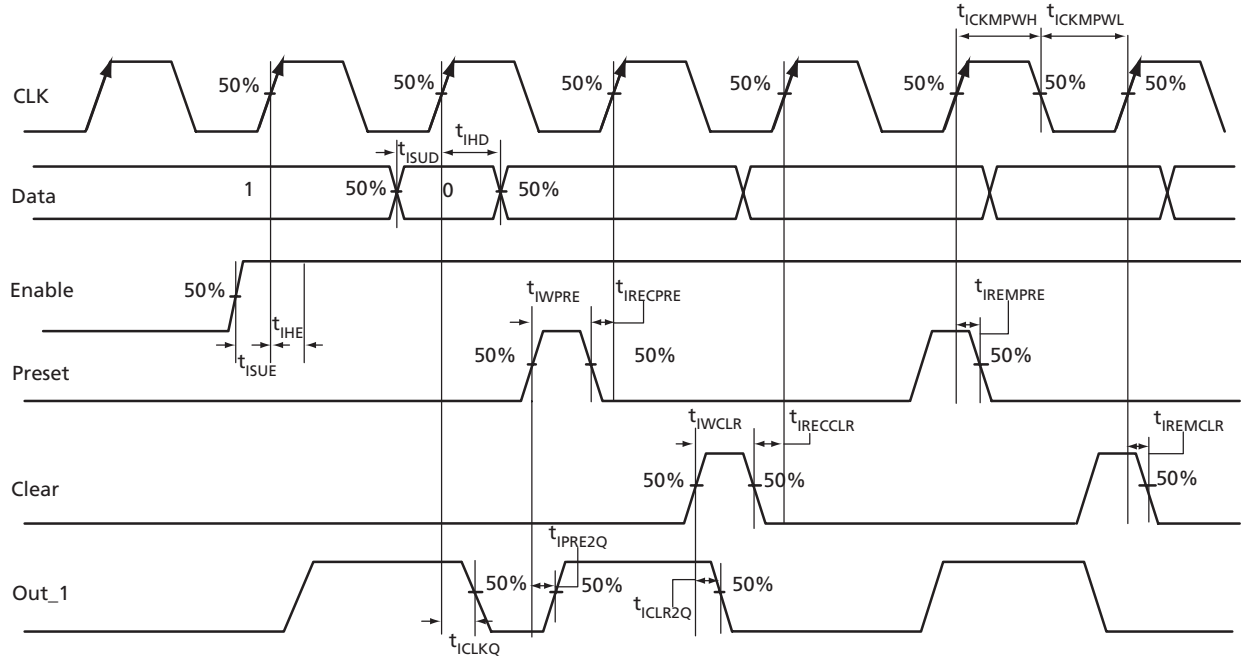 tICKMPWH tICKMPWL
CLK 50% 50% 50% 50% 50% 50% 50%
tISUD tIHD
Data 1 50% 0 50%
Enable 50%
tIHE tISUE
tIWPRE tIRECPRE tIREMPRE
Preset 50% 50% 50%
tIWCLR tIRECCLR tIREMCLR
Clear 50% 50% 50%
tIPRE2Q
Out_1 50% 50% 50%
tICLR2Q
tICLKQ